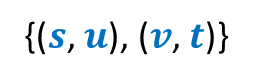 {(s, u), (v, t)}